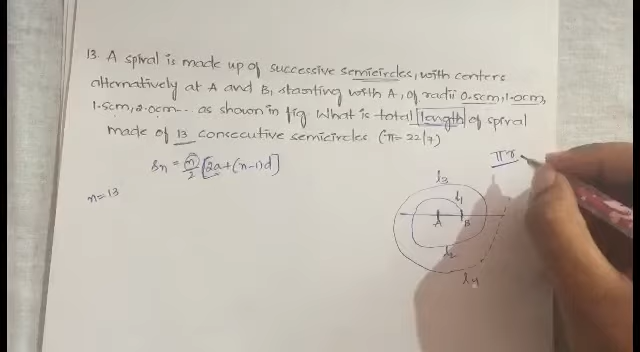 13. A spiral is made up of successive semicircles, with centers
alternatively at A and B, starting with A, of radii 0.5cm, 1.0cm,
1.5cm, 2.0cm... as shown in fig. What is total length of spiral
made of 13 consecutive semicircles (π=22/7)
Sn = n/2 [2a+(n-1)d]
πr
n=13
l3
l1
A B
l2
l4